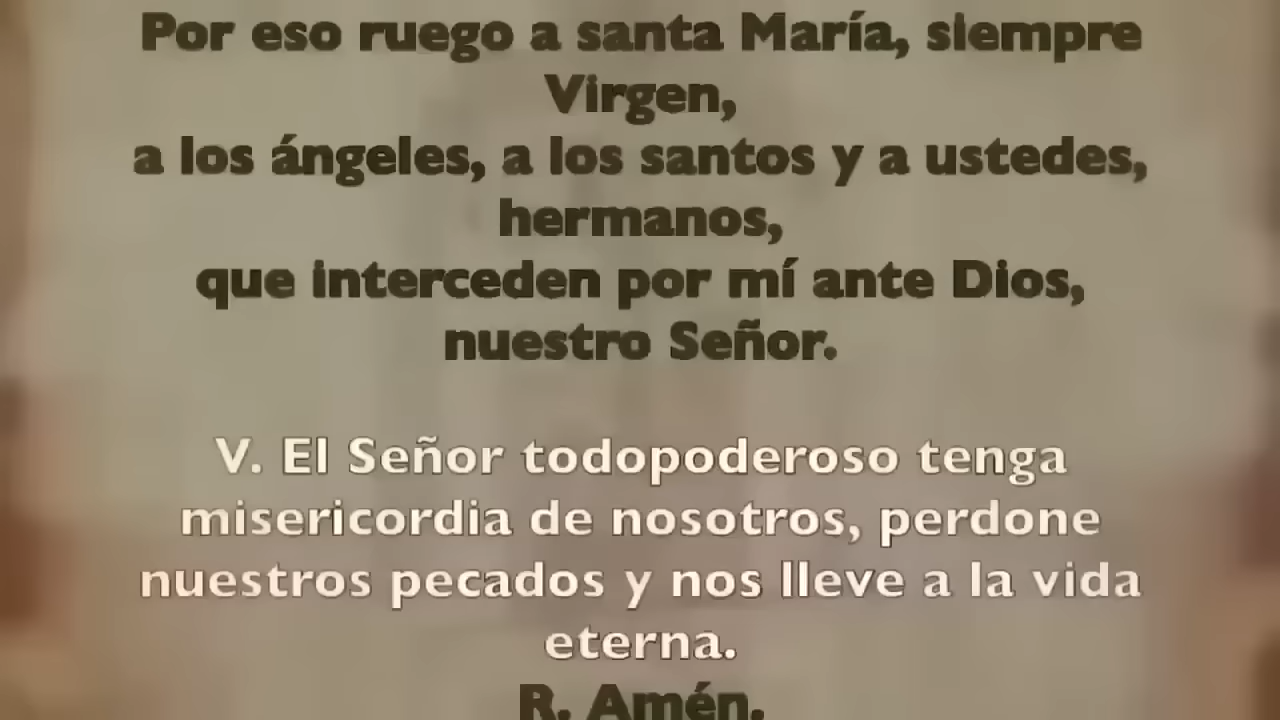 Por eso ruego a santa María, siempre
Virgen,
a los ángeles, a los santos y a ustedes,
hermanos,
que interceden por mí ante Dios,
nuestro Señor.
V. El Señor todopoderoso tenga
misericordia de nosotros, perdone
nuestros pecados y nos lleve a la vida
eterna.
R. Amén.